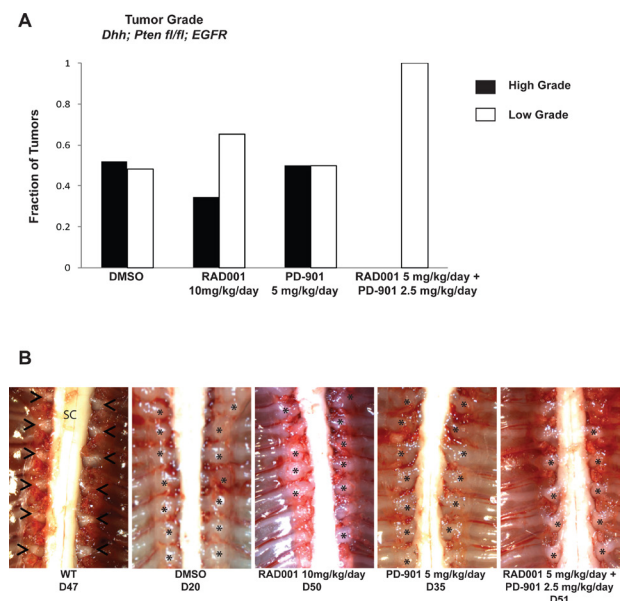 A
Tumor Grade
Dhh; Pten fl/fl; EGFR
Fraction of Tumors
1
0.8
0.6
0.4
0.2
0
High Grade
Low Grade
DMSO
RAD001
10mg/kg/day
PD-901
5 mg/kg/day
RAD001 5 mg/kg/day +
PD-901 2.5 mg/kg/day
B
SC
WT
D47
DMSO
D20
RAD001 10mg/kg/day
D50
PD-901 5 mg/kg/day
D35
RAD001 5 mg/kg/day +
PD-901 2.5 mg/kg/day
D51